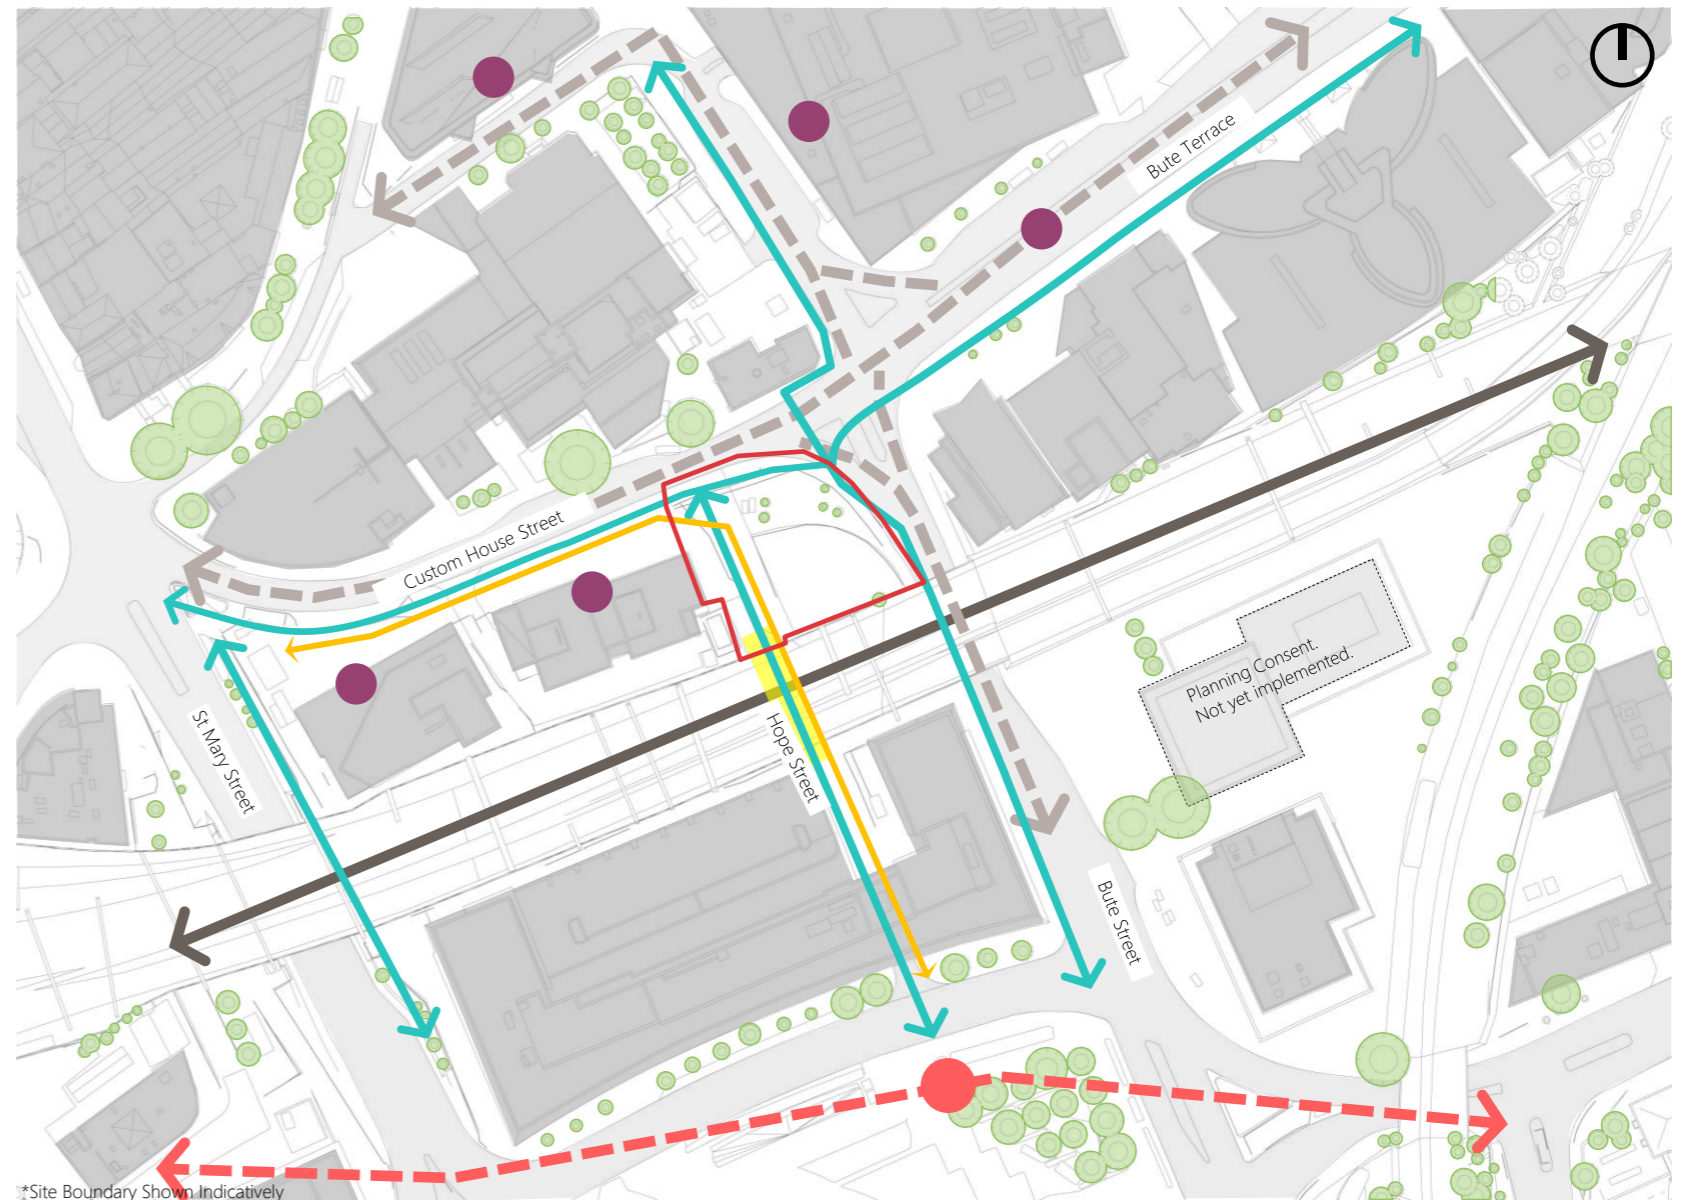 Bute Terrace
Custom House Street
Planning Consent.
Not yet implemented.
St Mary Street
Hope Street
Bute Street
*Site Boundary Shown Indicatively